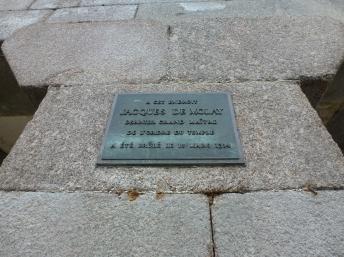 A CET ENDROIT
JACQUES DE MOLAY
DERNIER GRAND MAÎTRE
DE L'ORDRE DU TEMPLE
A ÉTÉ BRÛLÉ LE 18 MARS 1314